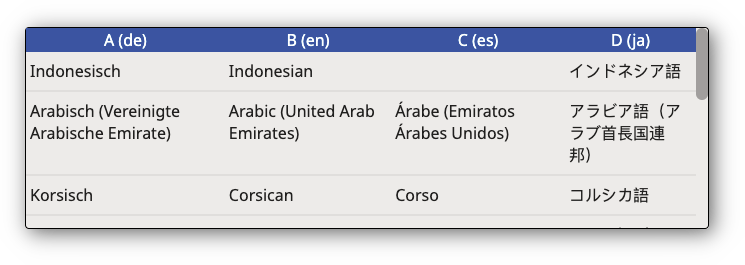 A (de) B (en) C (es) D (ja)
Indonesisch Indonesian インドネシア語
Arabisch (Vereinigte Arabic (United Arab Árabe (Emiratos アラビア語（ア
Arabische Emirate) Emirates) Árabes Unidos) ラブ首長国連
邦）
Korsisch Corsican Corso コルシカ語